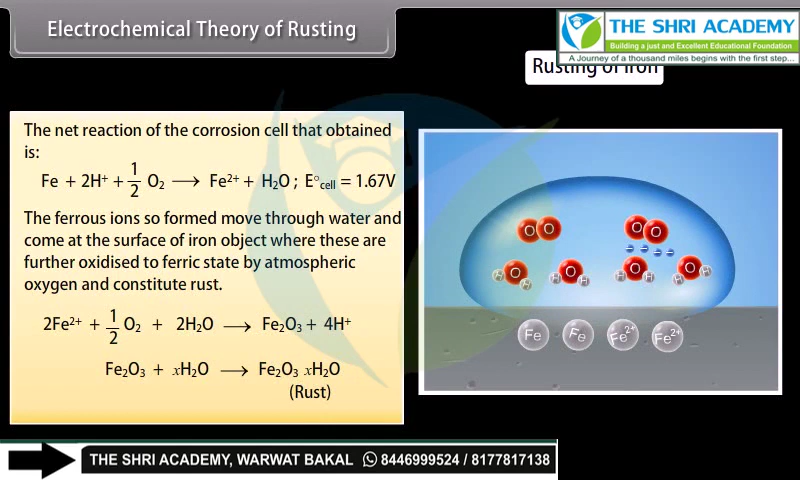 Electrochemical Theory of Rusting
THE SHRI ACADEMY
Building a just and Excellent Educational Foundation
A Journey of a thousand miles begins with the first step...
Rusting of Iron
The net reaction of the corrosion cell that obtained
is:
Fe + 2H⁺ + 1/2 O₂ ⟶ Fe²⁺ + H₂O ; E°cell = 1.67V
The ferrous ions so formed move through water and
come at the surface of iron object where these are
further oxidised to ferric state by atmospheric
oxygen and constitute rust.
2Fe²⁺ + 1/2 O₂ + 2H₂O ⟶ Fe₂O₃ + 4H⁺
Fe₂O₃ + xH₂O ⟶ Fe₂O₃ xH₂O
(Rust)
O O O O
H O H H O H H O H H O H
Fe Fe Fe²⁺ Fe²⁺
THE SHRI ACADEMY, WARWAT BAKAL 8446999524 / 8177817138